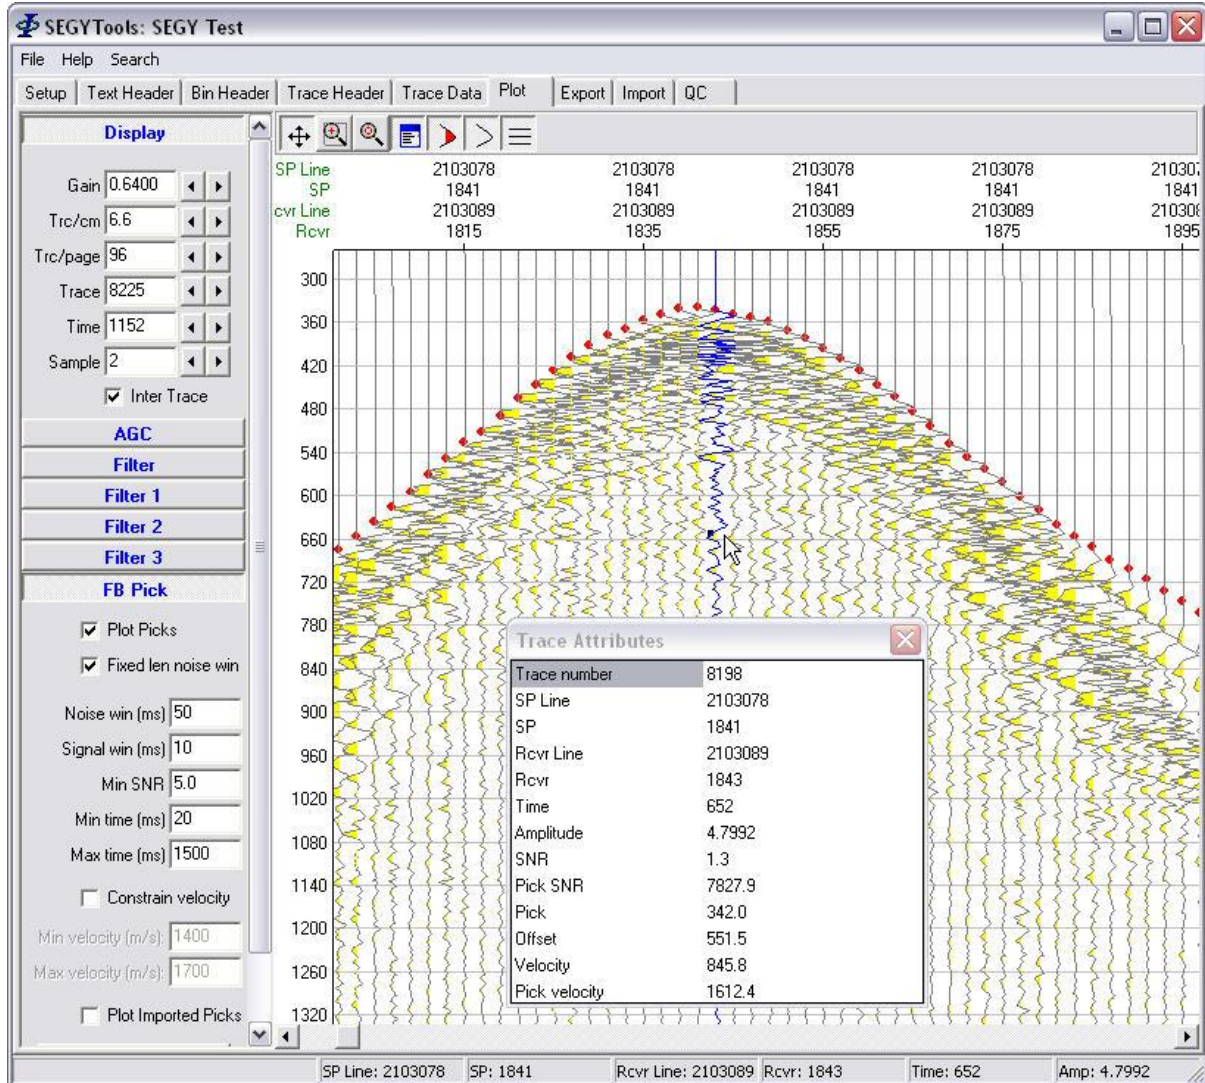 SEGYTools: SEGY Test
File Help Search
Setup Text Header Bin Header Trace Header Trace Data Plot Export Import QC
Display
Gain 0.6400
Trc/cm 6.6
Trc/page 96
Trace 8225
Time 1152
Sample 2
Inter Trace
AGC
Filter
Filter 1
Filter 2
Filter 3
FB Pick
Plot Picks
Fixed len noise win
Noise win (ms) 50
Signal win (ms) 10
Min SNR 5.0
Min time (ms) 20
Max time (ms) 1500
Constrain velocity
Min velocity (m/s): 1400
Max velocity (m/s): 1700
Plot Imported Picks
SP Line 2103078 2103078 2103078 2103078 210307
SP 1841 1841 1841 1841 1841
cvr Line 2103089 2103089 2103089 2103089 210308
Rcvr 1815 1835 1855 1875 1895
300
360
420
480
540
600
660
720
780
840
900
960
1020
1080
1140
1200
1260
1320
Trace Attributes
Trace number 8198
SP Line 2103078
SP 1841
Rcvr Line 2103089
Rcvr 1843
Time 652
Amplitude 4.7992
SNR 1.3
Pick SNR 7827.9
Pick 342.0
Offset 551.5
Velocity 845.8
Pick velocity 1612.4
SP Line: 2103078 SP: 1841 Rcvr Line: 2103089 Rcvr: 1843 Time: 652 Amp: 4.7992